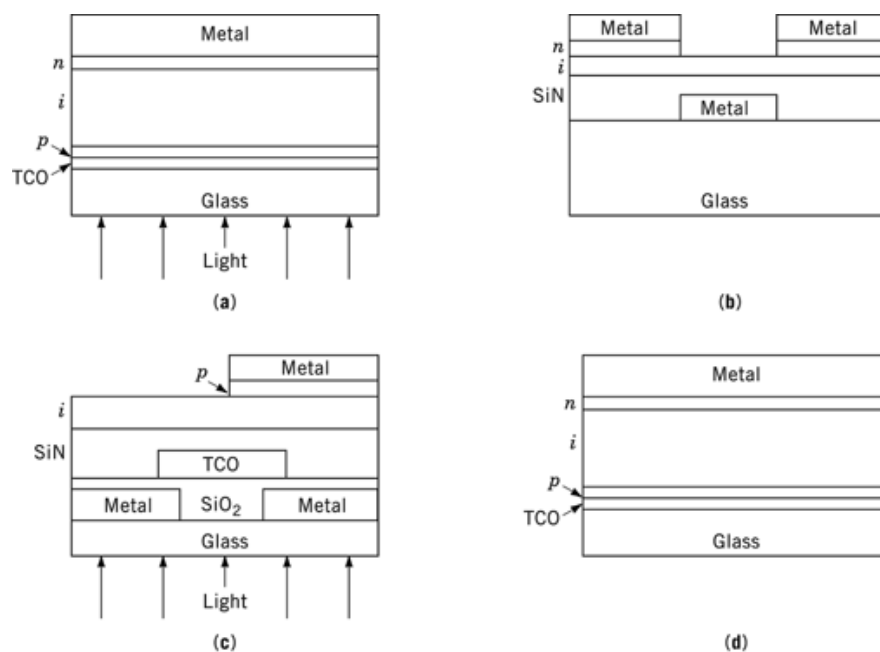 Metal
n
i
p
TCO
Glass
Light
(a)
Metal Metal
n
i
SiN
Metal
Glass
(b)
Metal
p
i
SiN
TCO
Metal SiO₂ Metal
Glass
Light
(c)
Metal
n
i
p
TCO
Glass
(d)